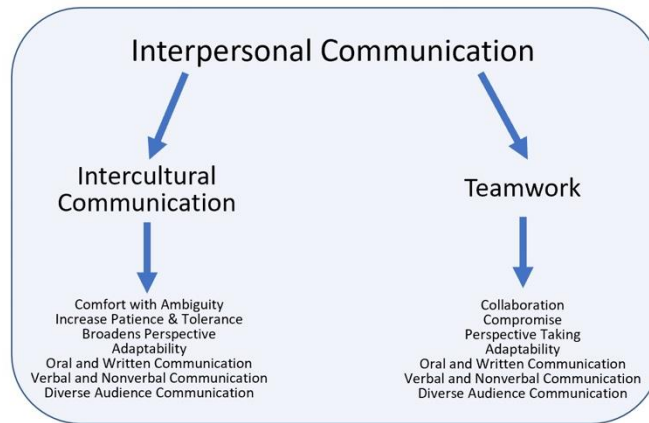 Interpersonal Communication
Intercultural
Communication
Teamwork
Comfort with Ambiguity
Increase Patience & Tolerance
Broadens Perspective
Adaptability
Oral and Written Communication
Verbal and Nonverbal Communication
Diverse Audience Communication
Collaboration
Compromise
Perspective Taking
Adaptability
Oral and Written Communication
Verbal and Nonverbal Communication
Diverse Audience Communication